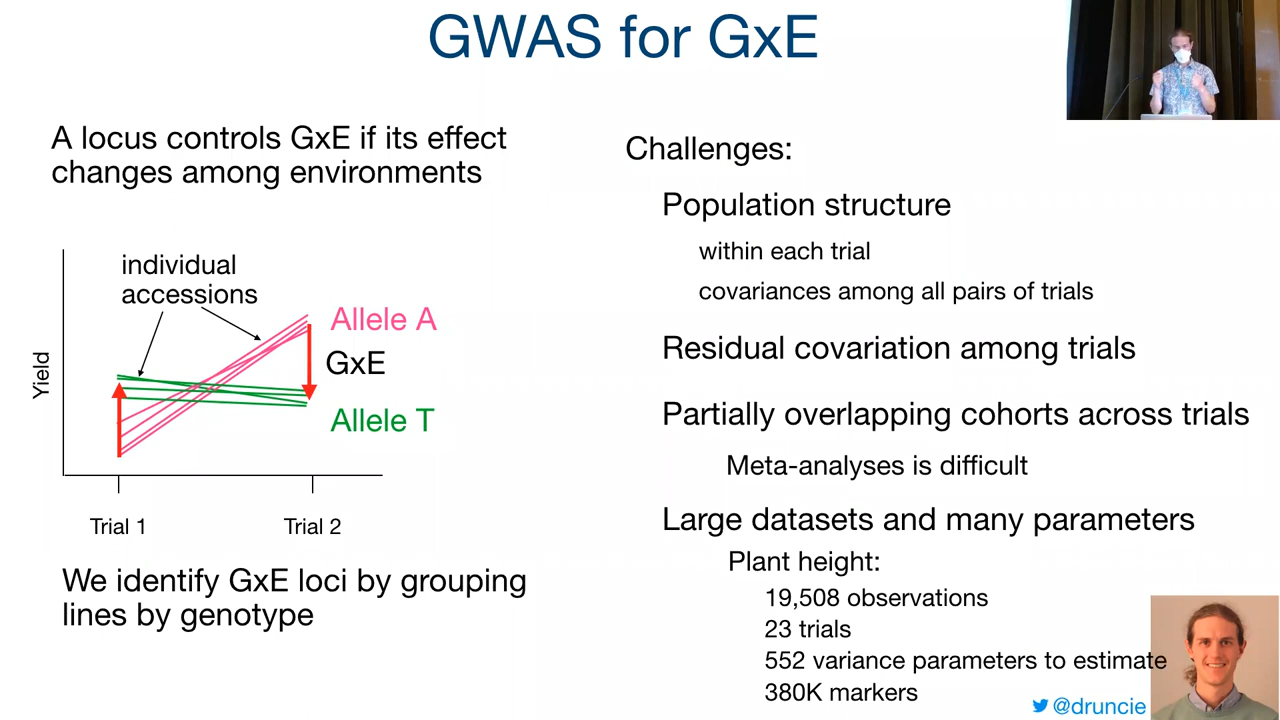 GWAS for GxE
A locus controls GxE if its effect
changes among environments
individual
accessions
Allele A
GxE
Allele T
Yield
Trial 1
Trial 2
We identify GxE loci by grouping
lines by genotype
Challenges:
Population structure
within each trial
covariances among all pairs of trials
Residual covariation among trials
Partially overlapping cohorts across trials
Meta-analyses is difficult
Large datasets and many parameters
Plant height:
19,508 observations
23 trials
552 variance parameters to estimate
380K markers
@druncie